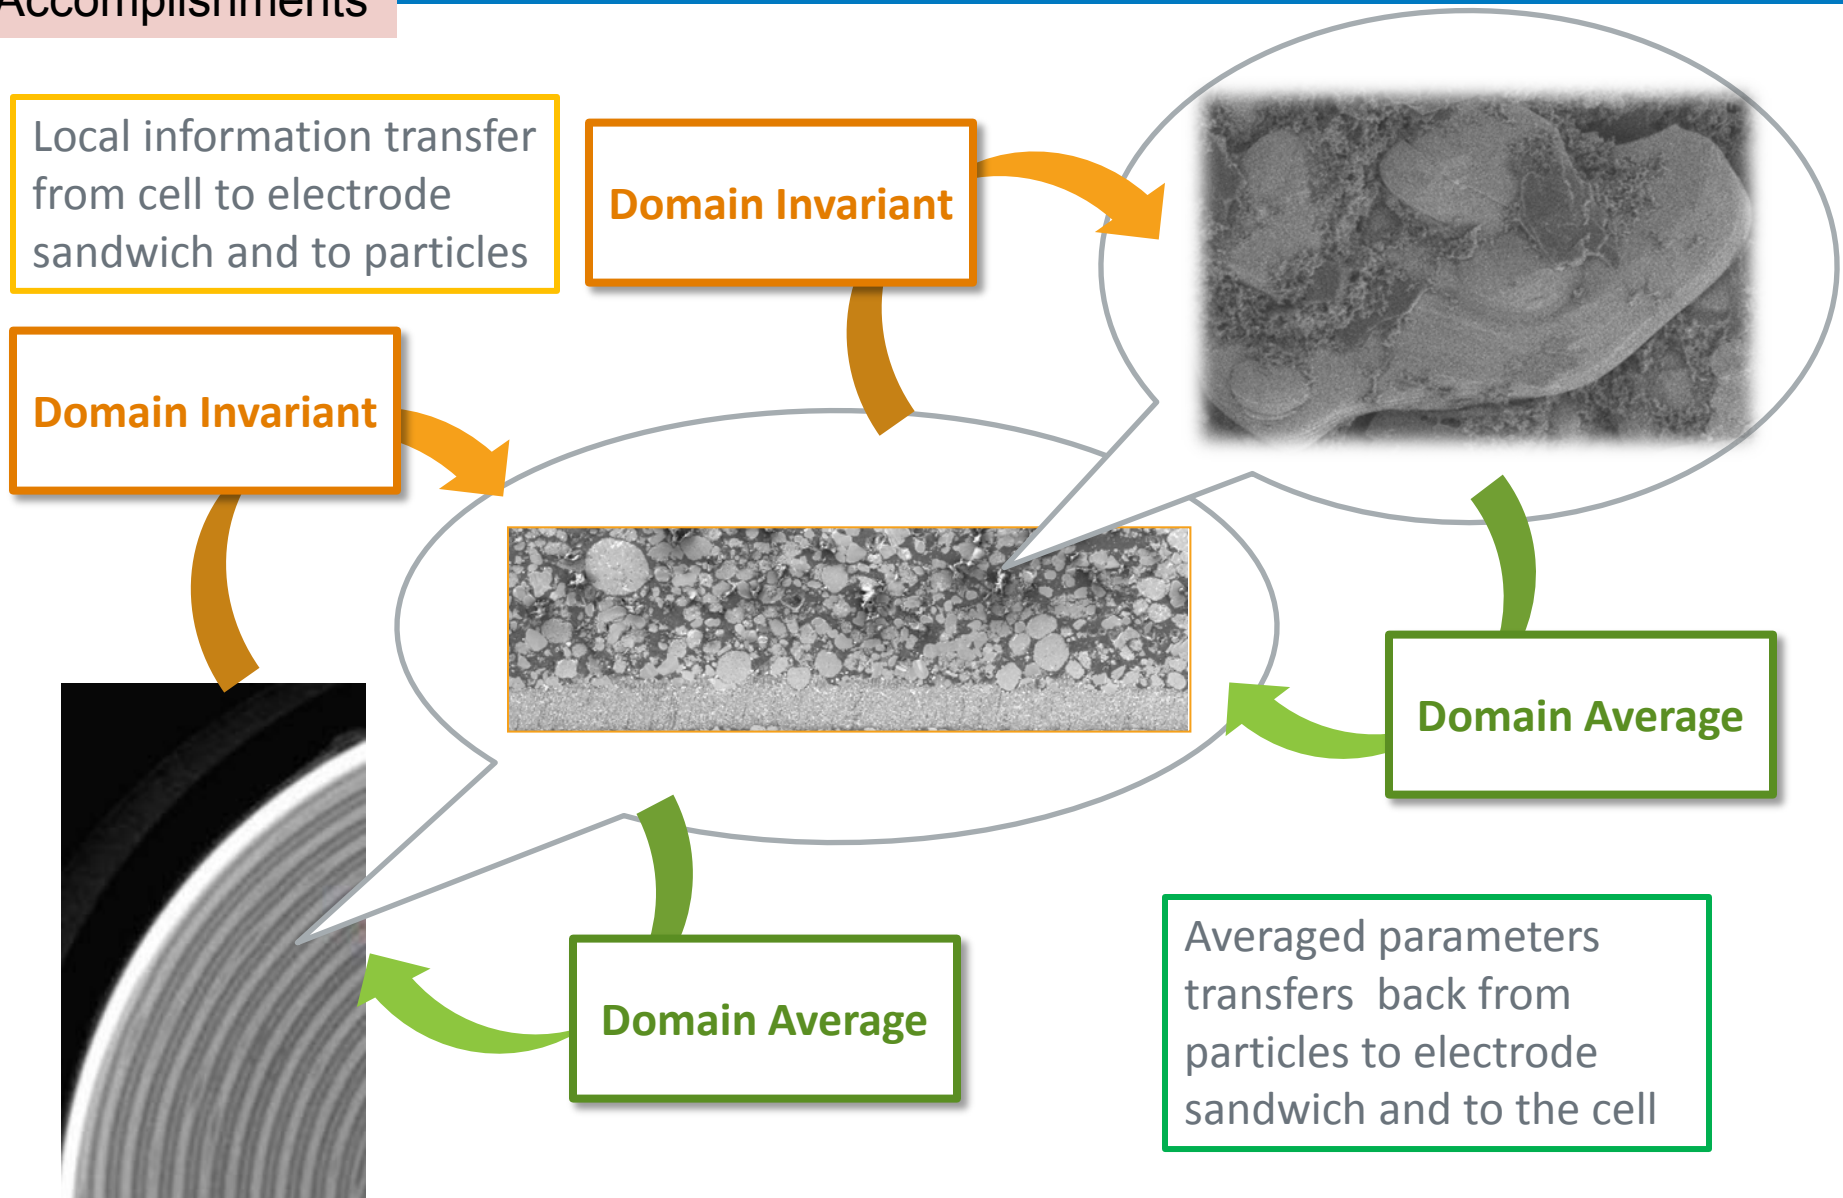 Accomplishments
Local information transfer
from cell to electrode
sandwich and to particles
Domain Invariant
Domain Invariant
Domain Average
Domain Average
Averaged parameters
transfers  back from
particles to electrode
sandwich and to the cell